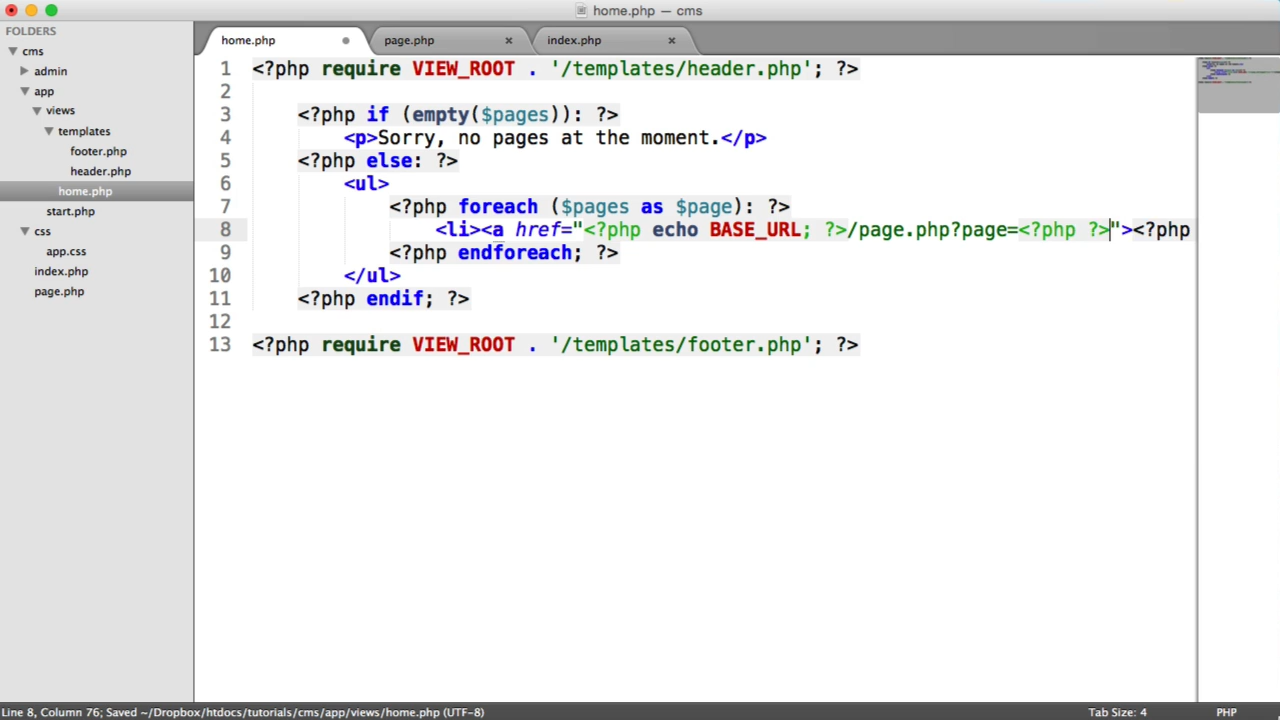 home.php — cms
FOLDERS
cms
admin
app
views
templates
footer.php
header.php
home.php
start.php
css
app.css
index.php
page.php
home.php
page.php
index.php
1 <?php require VIEW_ROOT . '/templates/header.php'; ?>
2
3 <?php if (empty($pages)): ?>
4 <p>Sorry, no pages at the moment.</p>
5 <?php else: ?>
6 <ul>
7 <?php foreach ($pages as $page): ?>
8 <li><a href="<?php echo BASE_URL; ?>/page.php?page=<?php ?>"><?php
9 <?php endforeach; ?>
10 </ul>
11 <?php endif; ?>
12
13 <?php require VIEW_ROOT . '/templates/footer.php'; ?>
Line 8, Column 76; Saved ~/Dropbox/htdocs/tutorials/cms/app/views/home.php (UTF-8)
Tab Size: 4
PHP